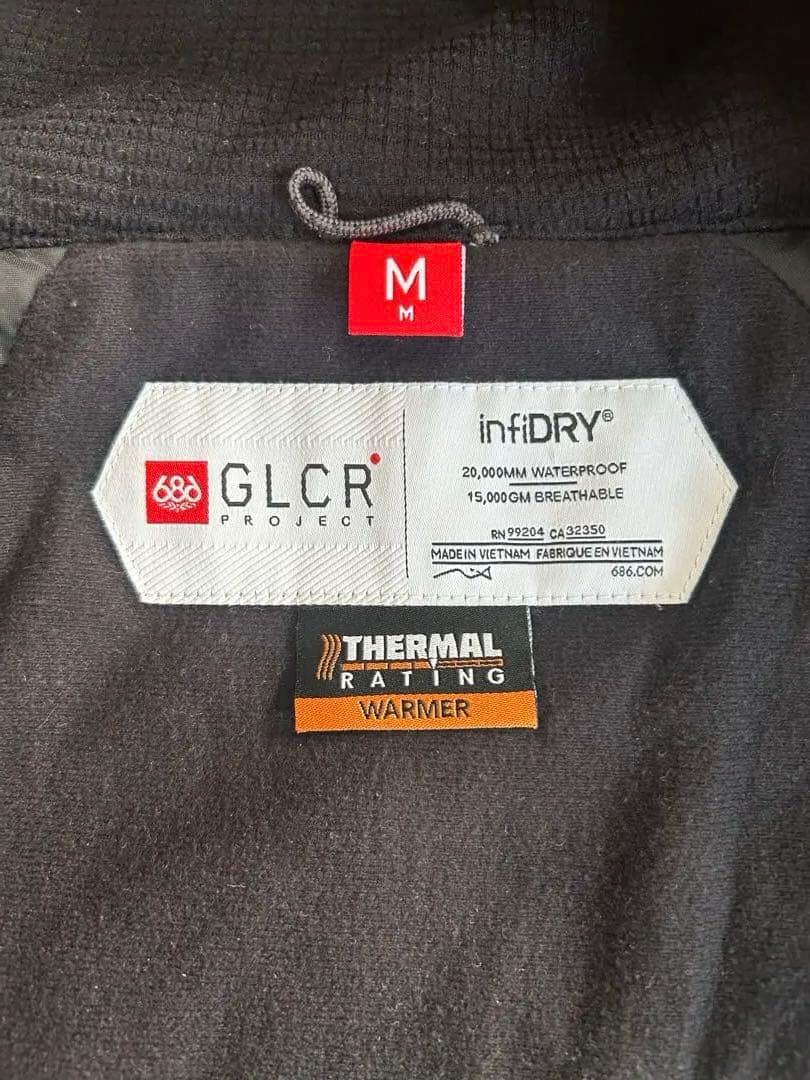 M
M
686 GLCR
PROJECT
infiDRY®
20,000MM WATERPROOF
15,000GM BREATHABLE
RN 99204 CA 32350
MADE IN VIETNAM FABRIQUE EN VIETNAM
686.COM
THERMAL
RATING
WARMER